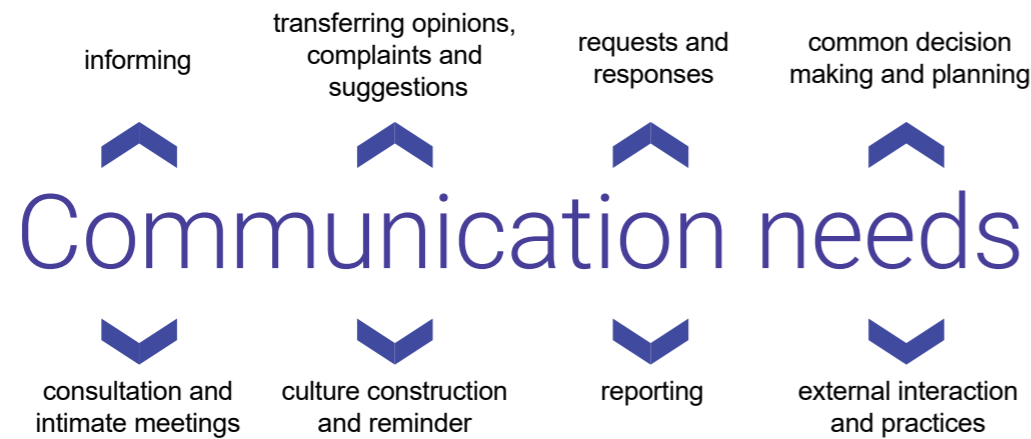 informing
transferring opinions,
complaints and
suggestions
requests and
responses
common decision
making and planning
Communication needs
consultation and
intimate meetings
culture construction
and reminder
reporting
external interaction
and practices